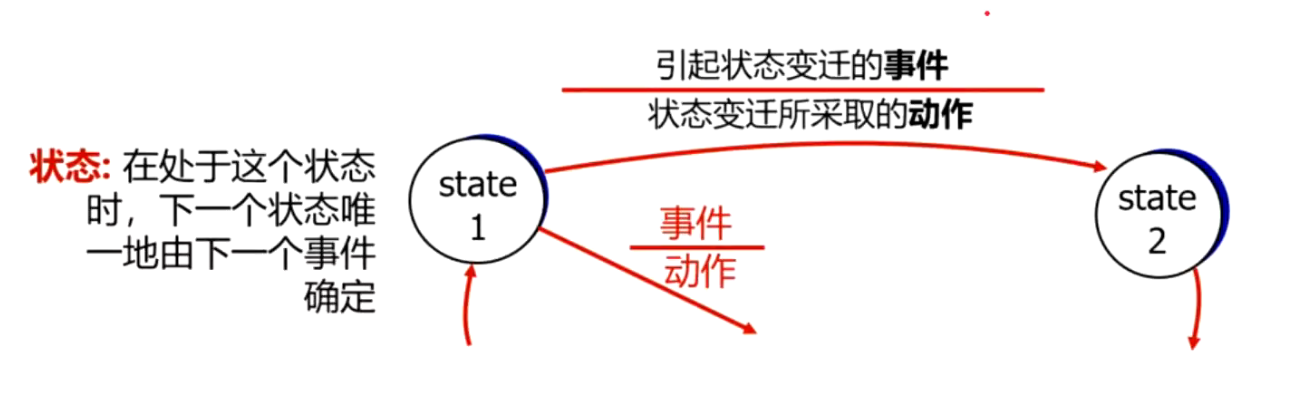 引起状态变迁的事件
状态变迁所采取的动作
状态: 在处于这个状态
时，下一个状态唯
一地由下一个事件
确定
state
1
事件
动作
state
2